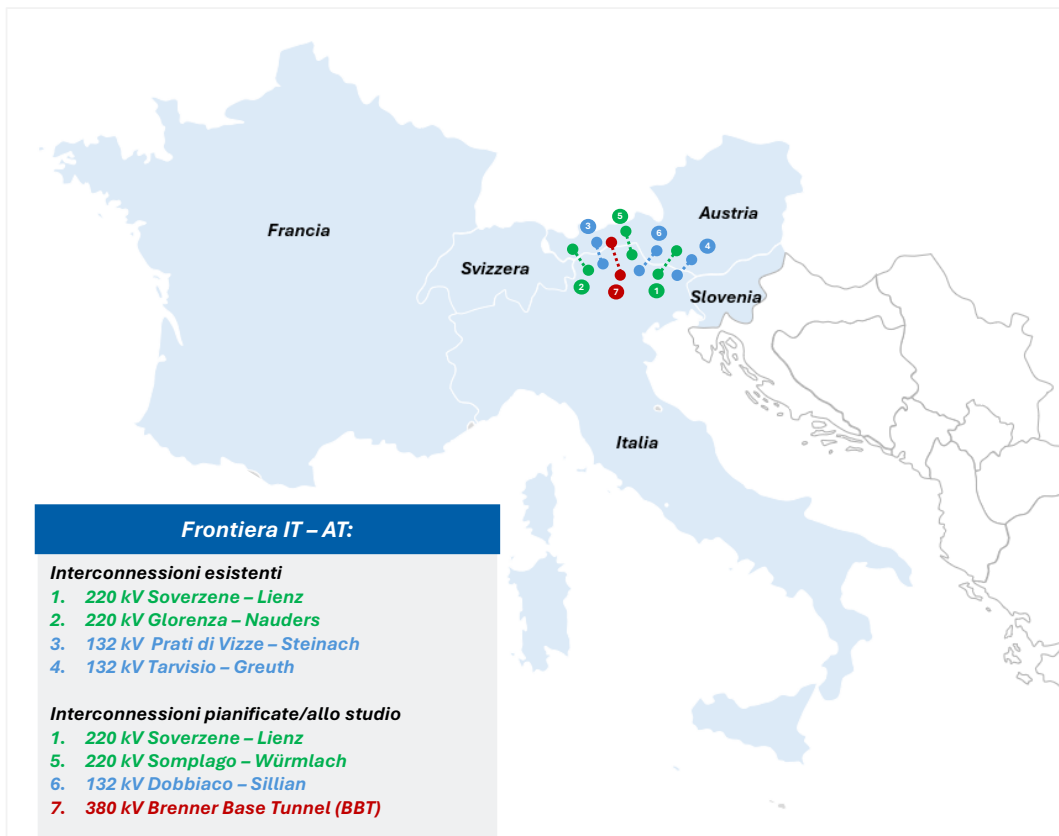 5
3
6
Austria
4
Francia
Svizzera
2
7
1
Slovenia
Italia
Frontiera IT – AT:
Interconnessioni esistenti
1. 220 kV Soverzene – Lienz
2. 220 kV Glorenza – Nauders
3. 132 kV Prati di Vizze – Steinach
4. 132 kV Tarvisio – Greuth
Interconnessioni pianificate/allo studio
1. 220 kV Soverzene – Lienz
5. 220 kV Somplago – Würmlach
6. 132 kV Dobbiaco – Sillian
7. 380 kV Brenner Base Tunnel (BBT)